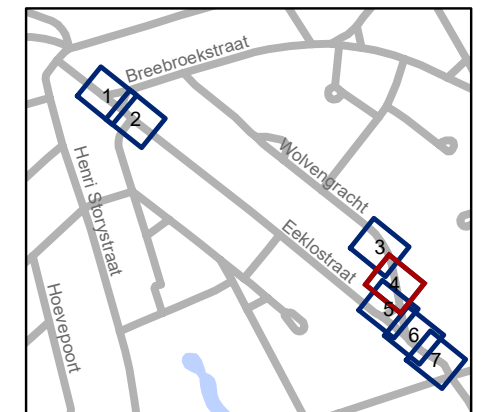 Breebroekstraat
1
2
Wolvengracht
Henri Storystraat
Eeklostraat
3
4
5
6
7
Hoevepoort